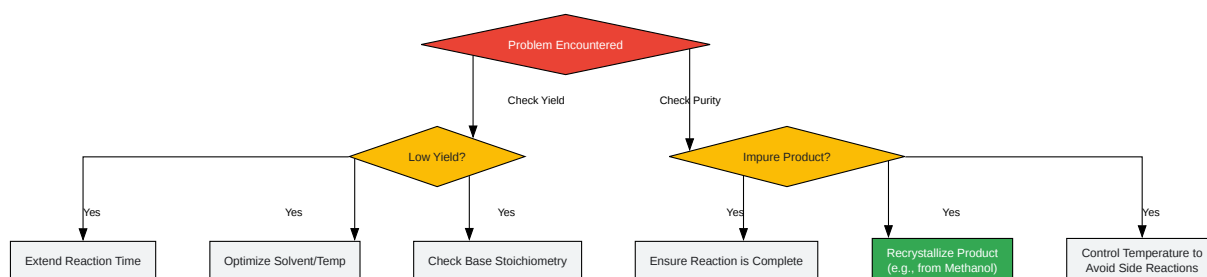 Problem Encountered
Check Yield
Check Purity
Low Yield?
Impure Product?
Yes
Yes
Yes
Yes
Yes
Yes
Extend Reaction Time
Optimize Solvent/Temp
Check Base Stoichiometry
Ensure Reaction is Complete
Recrystallize Product
(e.g., from Methanol)
Control Temperature to
Avoid Side Reactions